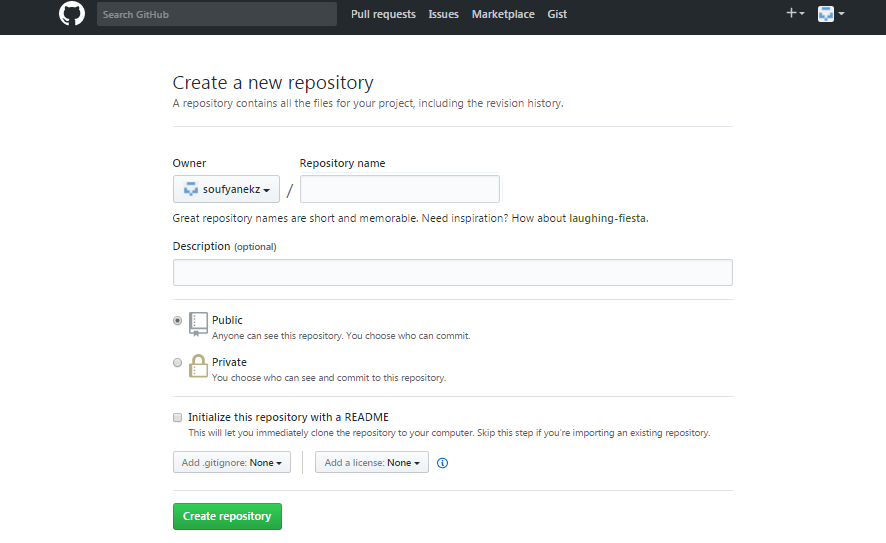 Search GitHub Pull requests Issues Marketplace Gist
Create a new repository
A repository contains all the files for your project, including the revision history.
Owner Repository name
soufyanekz /
Great repository names are short and memorable. Need inspiration? How about laughing-fiesta.
Description (optional)
Public
Anyone can see this repository. You choose who can commit.
Private
You choose who can see and commit to this repository.
Initialize this repository with a README
This will let you immediately clone the repository to your computer. Skip this step if you're importing an existing repository.
Add .gitignore: None Add a license: None
Create repository